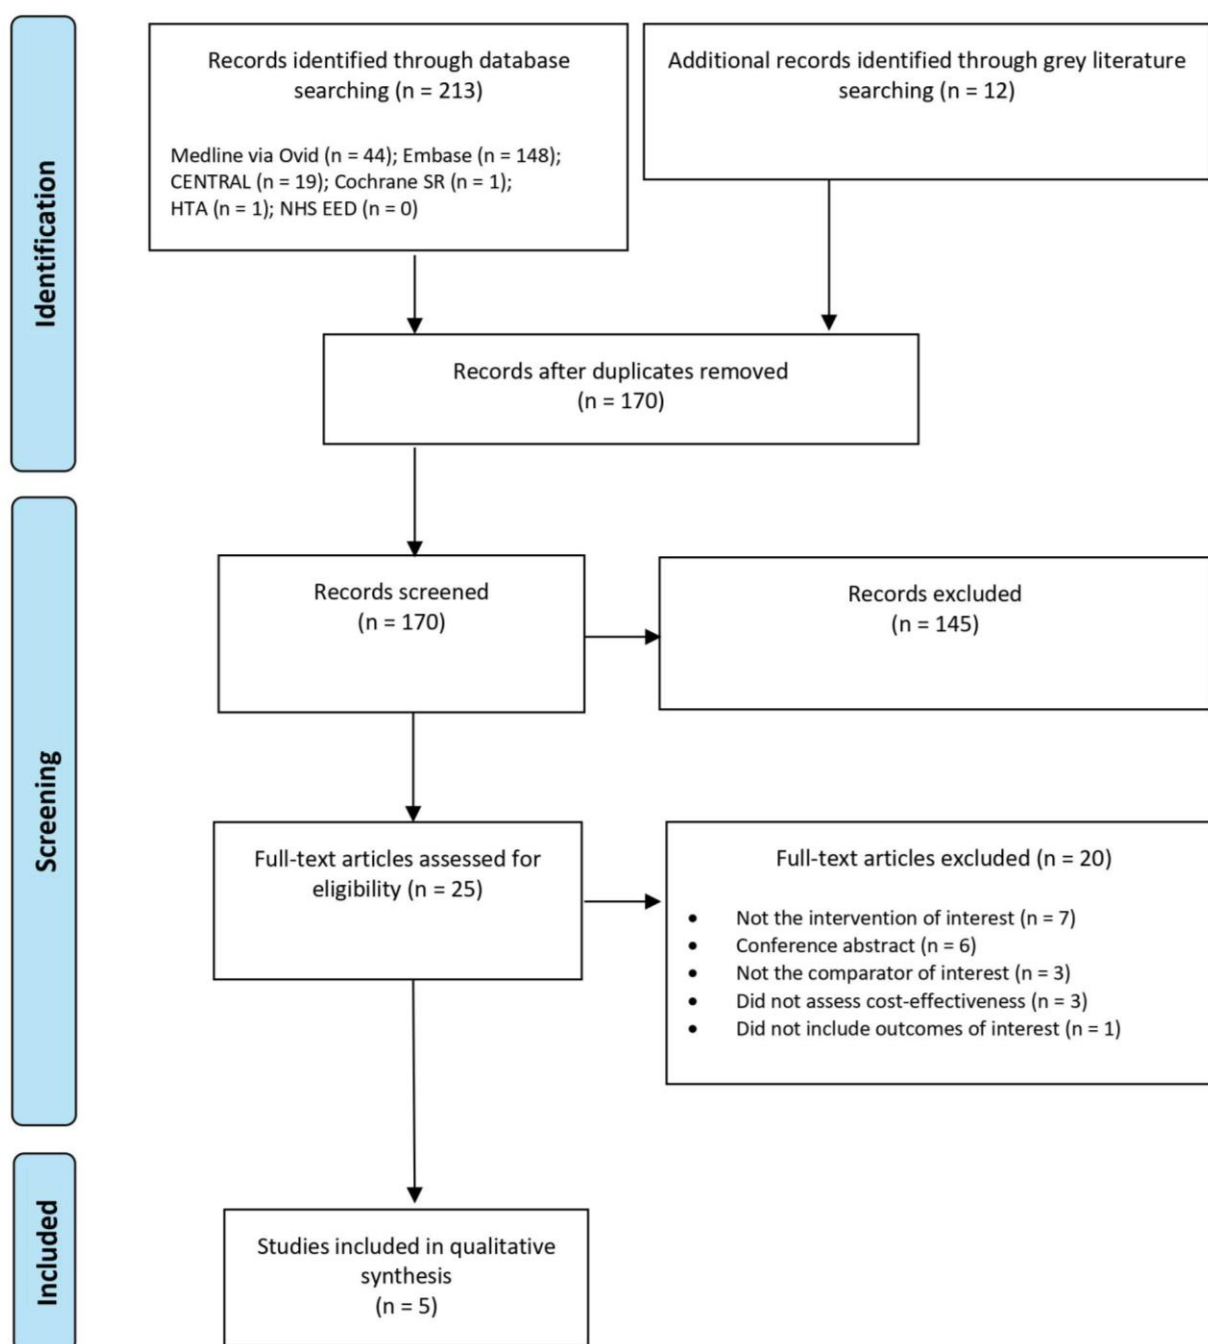 Identification
Records identified through database
searching (n = 213)
Medline via Ovid (n = 44); Embase (n = 148);
CENTRAL (n = 19); Cochrane SR (n = 1);
HTA (n = 1); NHS EED (n = 0)
Additional records identified through grey literature
searching (n = 12)
Records after duplicates removed
(n = 170)
Screening
Records screened
(n = 170)
Records excluded
(n = 145)
Full-text articles assessed for
eligibility (n = 25)
Full-text articles excluded (n = 20)
• Not the intervention of interest (n = 7)
• Conference abstract (n = 6)
• Not the comparator of interest (n = 3)
• Did not assess cost-effectiveness (n = 3)
• Did not include outcomes of interest (n = 1)
Included
Studies included in qualitative
synthesis
(n = 5)